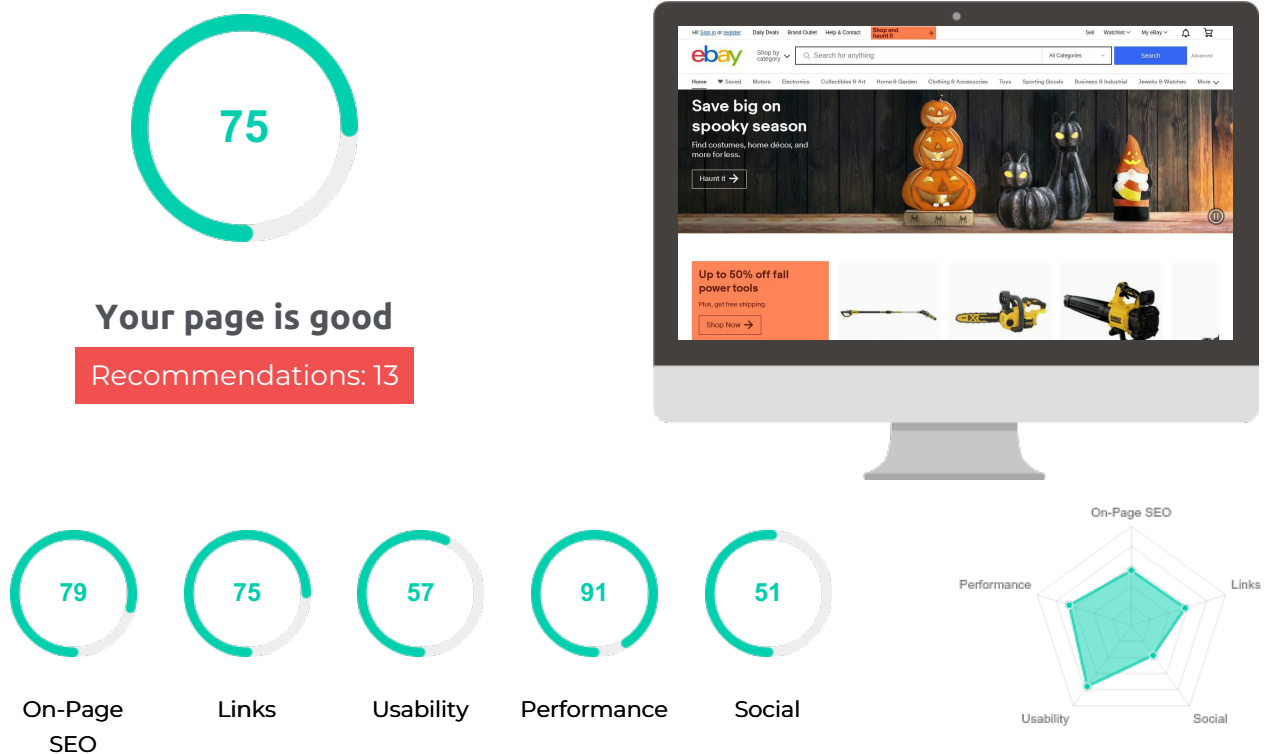 75
Your page is good
Recommendations: 13
Hi! Sign in or register Daily Deals Brand Outlet Help & Contact Shop and haunt it → Sell Watchlist My eBay
ebay Shop by category Search for anything All Categories Search Advanced
Home Saved Motors Electronics Collectibles & Art Home & Garden Clothing & Accessories Toys Sporting Goods Business & Industrial Jewelry & Watches More
Save big on
spooky season
Find costumes, home décor, and
more for less.
Haunt it →
Up to 50% off fall
power tools
Plus, get free shipping.
Shop Now →
79 75 57 91 51
On-Page SEO Links Usability Performance Social
On-Page SEO
Performance Links
Usability Social